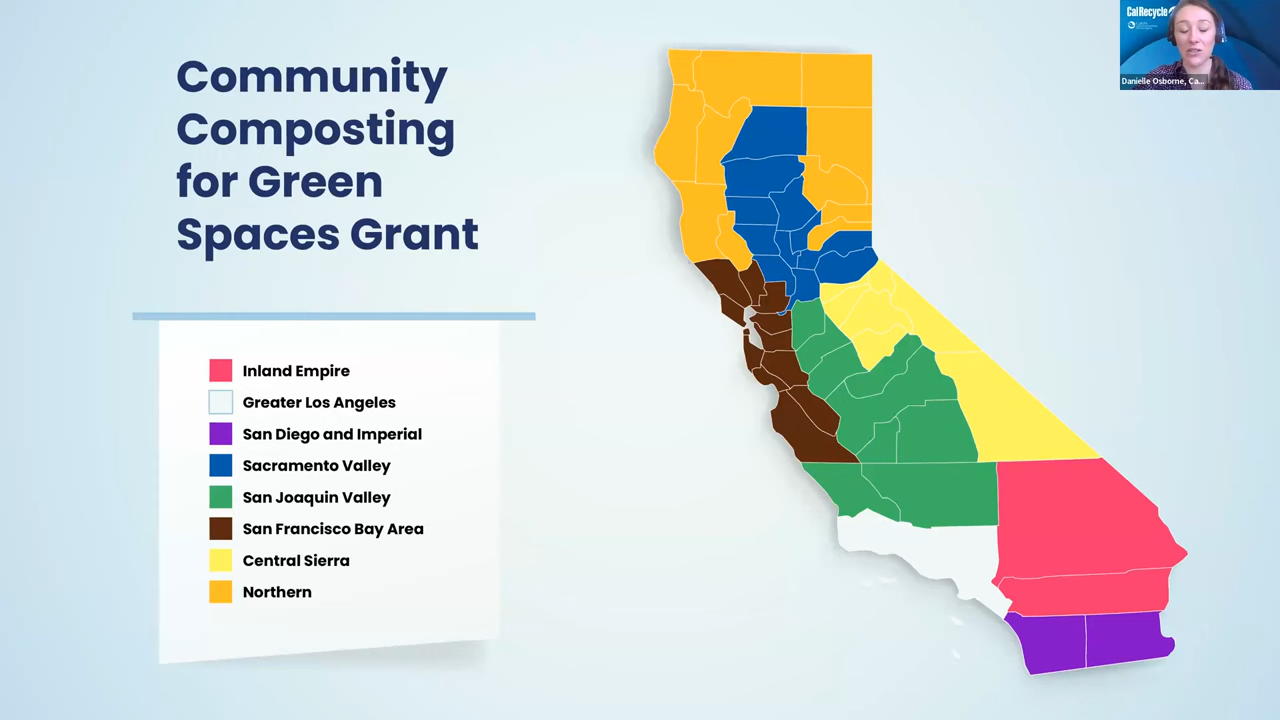 Community
Composting
for Green
Spaces Grant
Inland Empire
Greater Los Angeles
San Diego and Imperial
Sacramento Valley
San Joaquin Valley
San Francisco Bay Area
Central Sierra
Northern
CalRecycle
Danielle Osborne, Ca...